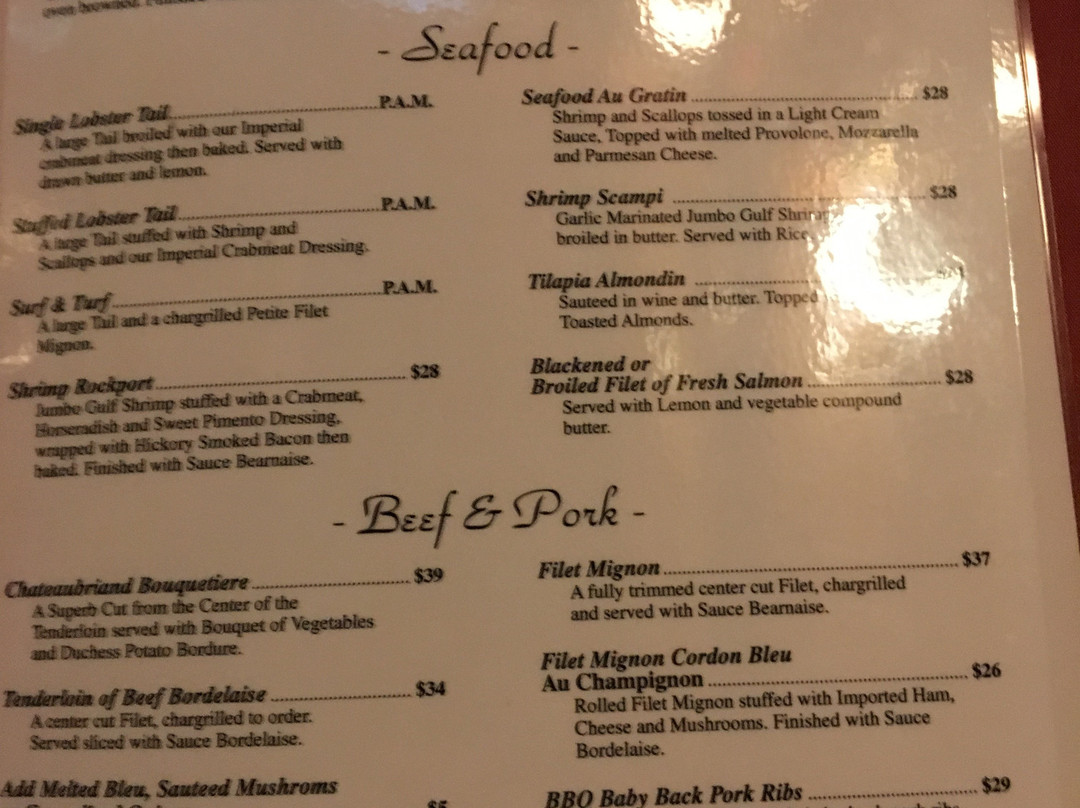 - Seafood -
Single Lobster Tail P.A.M.
A large Tail broiled with our Imperial
crabmeat dressing then baked. Served with
drawn butter and lemon.
Stuffed Lobster Tail P.A.M.
A large Tail stuffed with Shrimp and
Scallops and our Imperial Crabmeat Dressing.
Surf & Turf P.A.M.
A large Tail and a chargrilled Petite Filet
Mignon.
Shrimp Rockport $28
Jumbo Gulf Shrimp stuffed with a Crabmeat,
Horseradish and Sweet Pimento Dressing,
wrapped with Hickory Smoked Bacon then
baked. Finished with Sauce Bearnaise.
Seafood Au Gratin $28
Shrimp and Scallops tossed in a Light Cream
Sauce, Topped with melted Provolone, Mozzarella
and Parmesan Cheese.
Shrimp Scampi $28
Garlic Marinated Jumbo Gulf Shrimp
broiled in butter. Served with Rice
Tilapia Almondin
Sauteed in wine and butter. Topped
Toasted Almonds.
Blackened or
Broiled Filet of Fresh Salmon $28
Served with Lemon and vegetable compound
butter.
- Beef & Pork -
Chateaubriand Bouquetiere $39
A Superb Cut from the Center of the
Tenderloin served with Bouquet of Vegetables
and Duchess Potato Bordure.
Tenderloin of Beef Bordelaise $34
A center cut Filet, chargrilled to order.
Served sliced with Sauce Bordelaise.
Add Melted Bleu, Sauteed Mushroms
$5
Filet Mignon $37
A fully trimmed center cut Filet, chargrilled
and served with Sauce Bearnaise.
Filet Mignon Cordon Bleu
Au Champignon $26
Rolled Filet Mignon stuffed with Imported Ham,
Cheese and Mushrooms. Finished with Sauce
Bordelaise.
BBQ Baby Back Pork Ribs $29